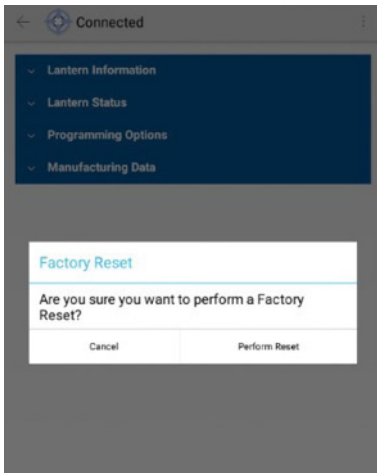 Connected
Lantern Information
Lantern Status
Programming Options
Manufacturing Data
Factory Reset
Are you sure you want to perform a Factory
Reset?
Cancel
Perform Reset